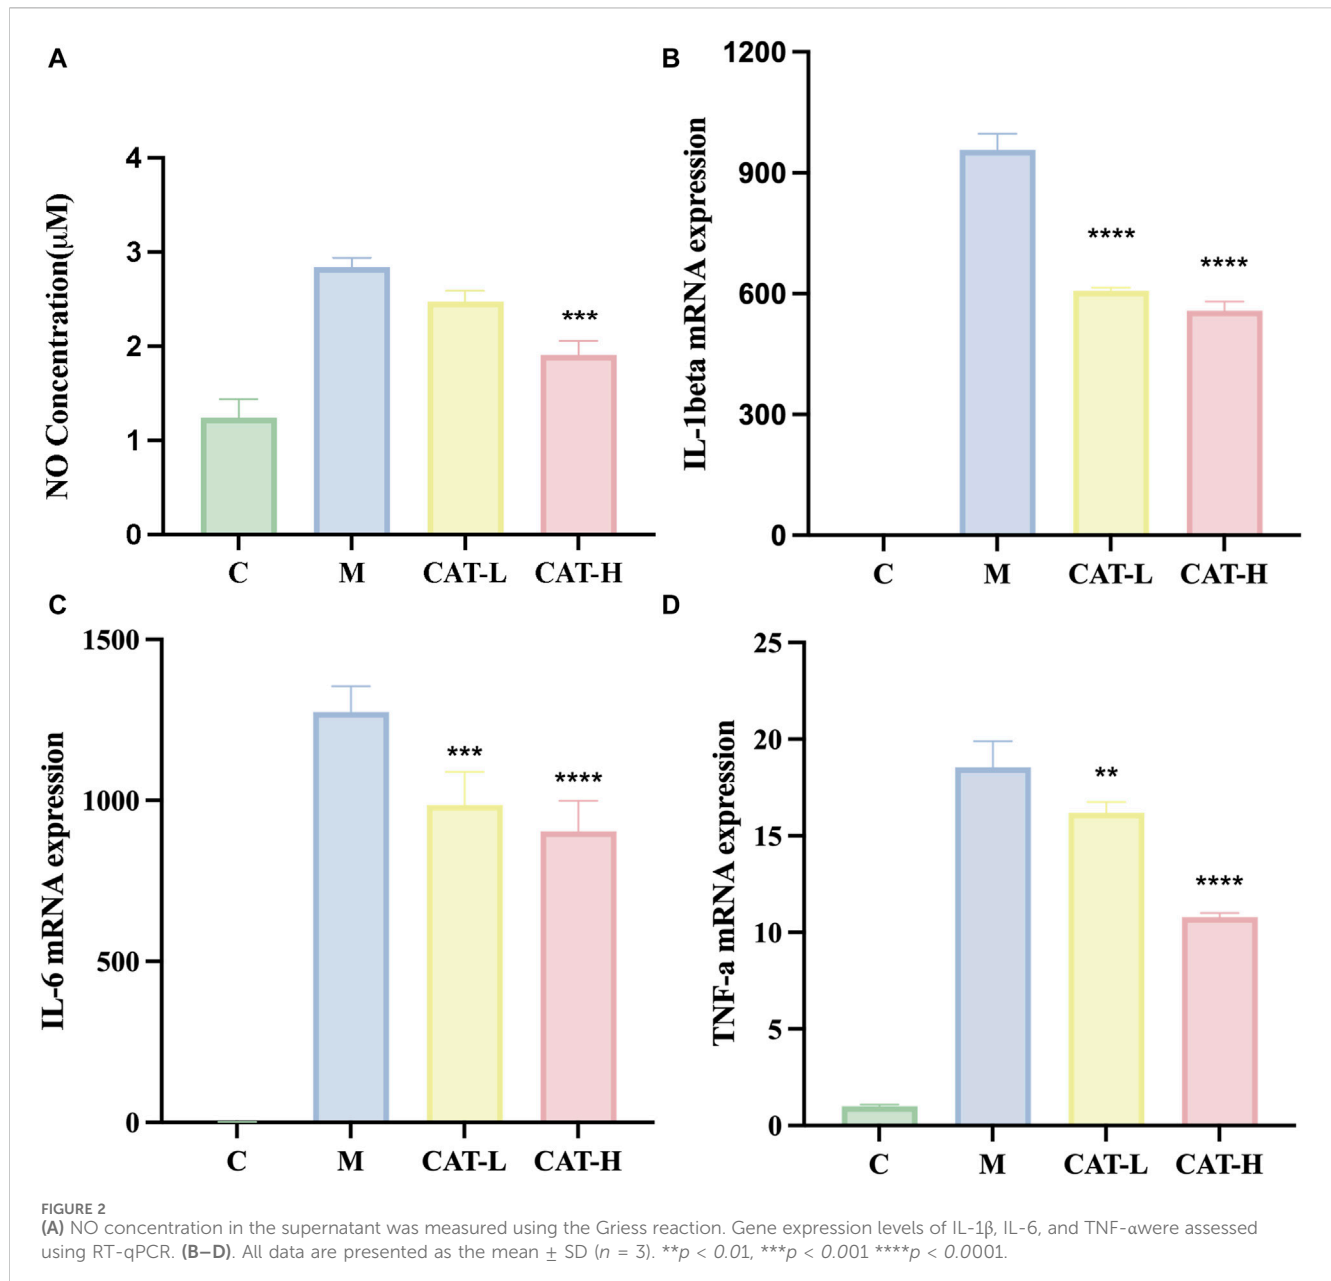 A
NO Concentration(μM)
4
3
2
1
0
***
C M CAT-L CAT-H
B
IL-1beta mRNA expression
1200
900
600
300
0
****
****
C M CAT-L CAT-H
C
IL-6 mRNA expression
1500
1000
500
0
***
****
C M CAT-L CAT-H
D
TNF-a mRNA expression
25
20
15
10
5
0
**
****
C M CAT-L CAT-H
FIGURE 2
(A) NO concentration in the supernatant was measured using the Griess reaction. Gene expression levels of IL-1β, IL-6, and TNF-αwere assessed
using RT-qPCR. (B–D). All data are presented as the mean ± SD (n = 3). **p < 0.01, ***p < 0.001 ****p < 0.0001.